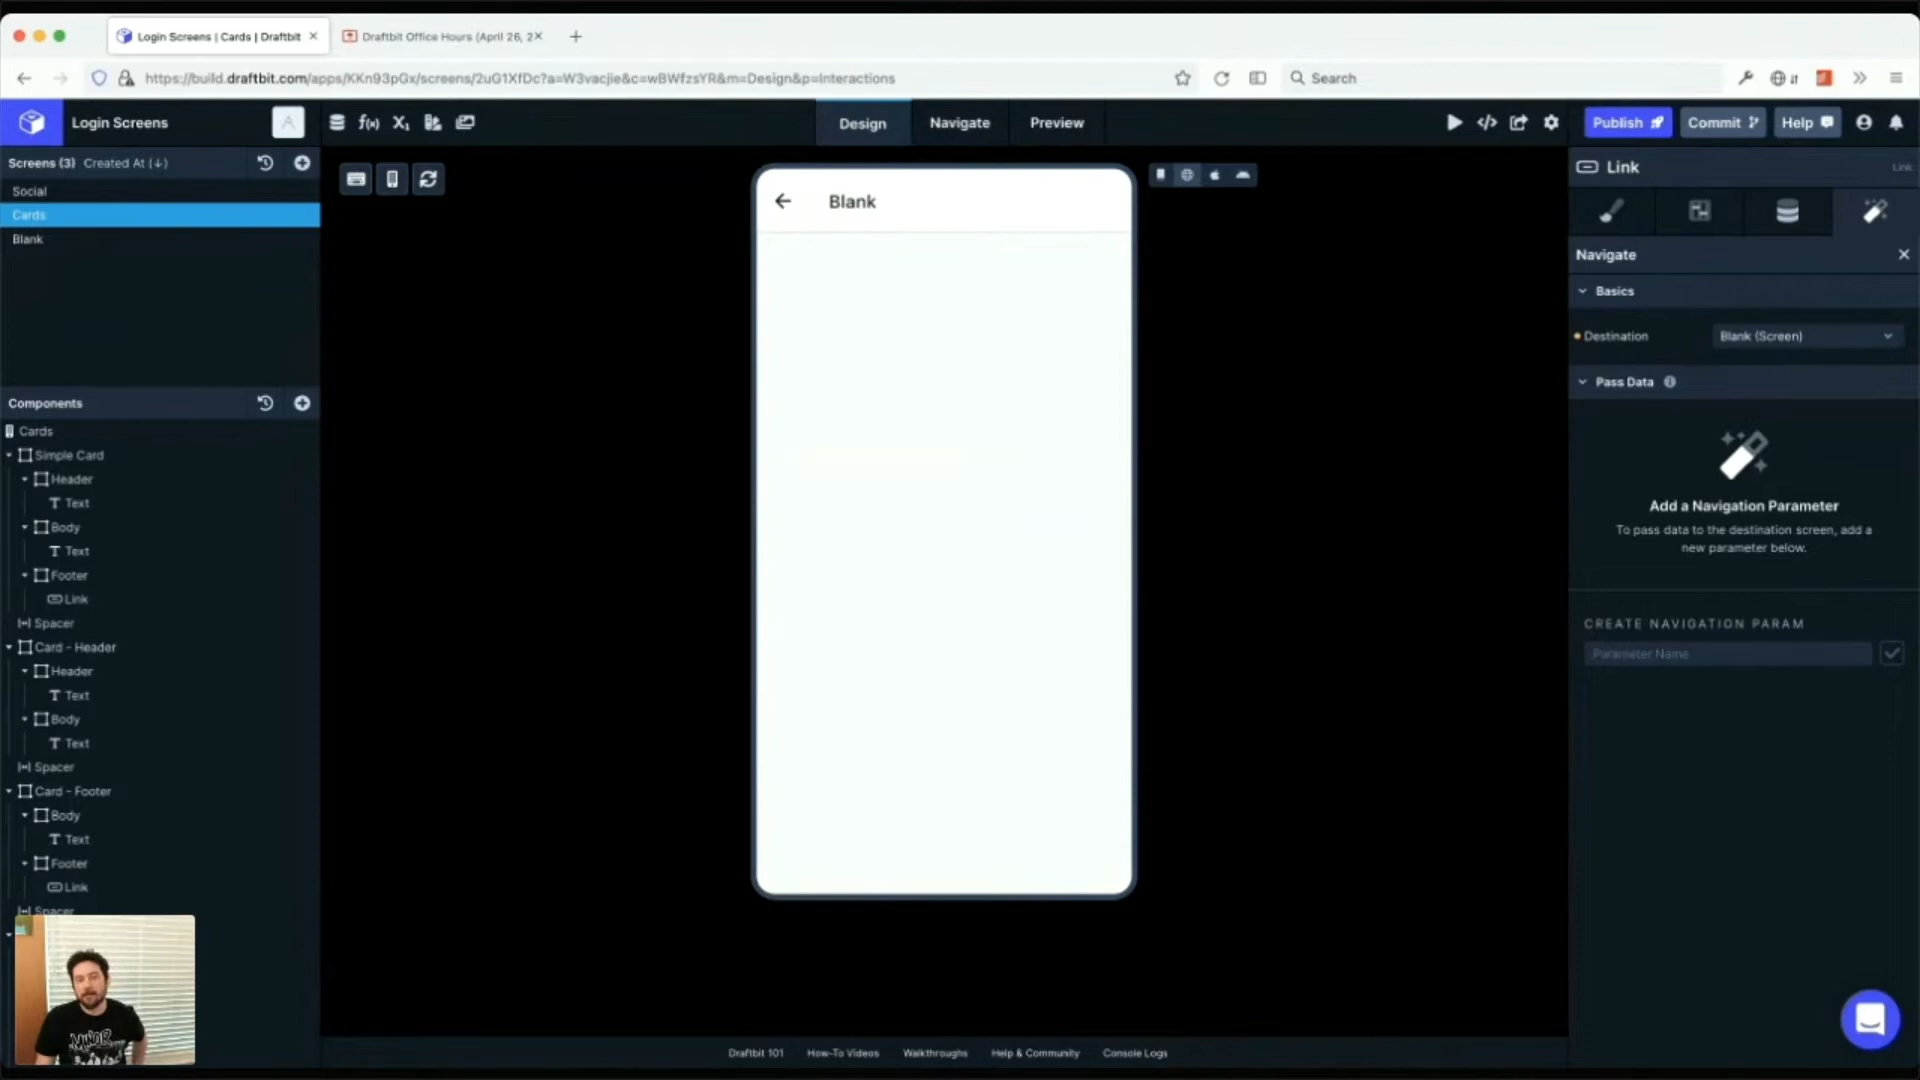 Login Screens | Cards | Draftbit
Draftbit Office Hours (April 26, 2
https://build.draftbit.com/apps/KKn93pGx/screens/2uG1XfDc?a=W3vacjie&c=wBWfzsYR&m=Design&p=Interactions
Search
Login Screens
A
f(x)
X₁
Design
Navigate
Preview
Publish
Commit
Help
Screens (3) Created At (↓)
Social
Cards
Blank
Components
Cards
Simple Card
Header
T Text
Body
T Text
Footer
Link
Spacer
Card - Header
Header
T Text
Body
T Text
Spacer
Card - Footer
Body
T Text
Footer
Link
Spacer
Blank
Link
Link
Navigate
Basics
Destination
Blank (Screen)
Pass Data
Add a Navigation Parameter
To pass data to the destination screen, add a
new parameter below.
CREATE NAVIGATION PARAM
Parameter Name
MINOR
Draftbit 101
How-To Videos
Walkthroughs
Help & Community
Console Logs